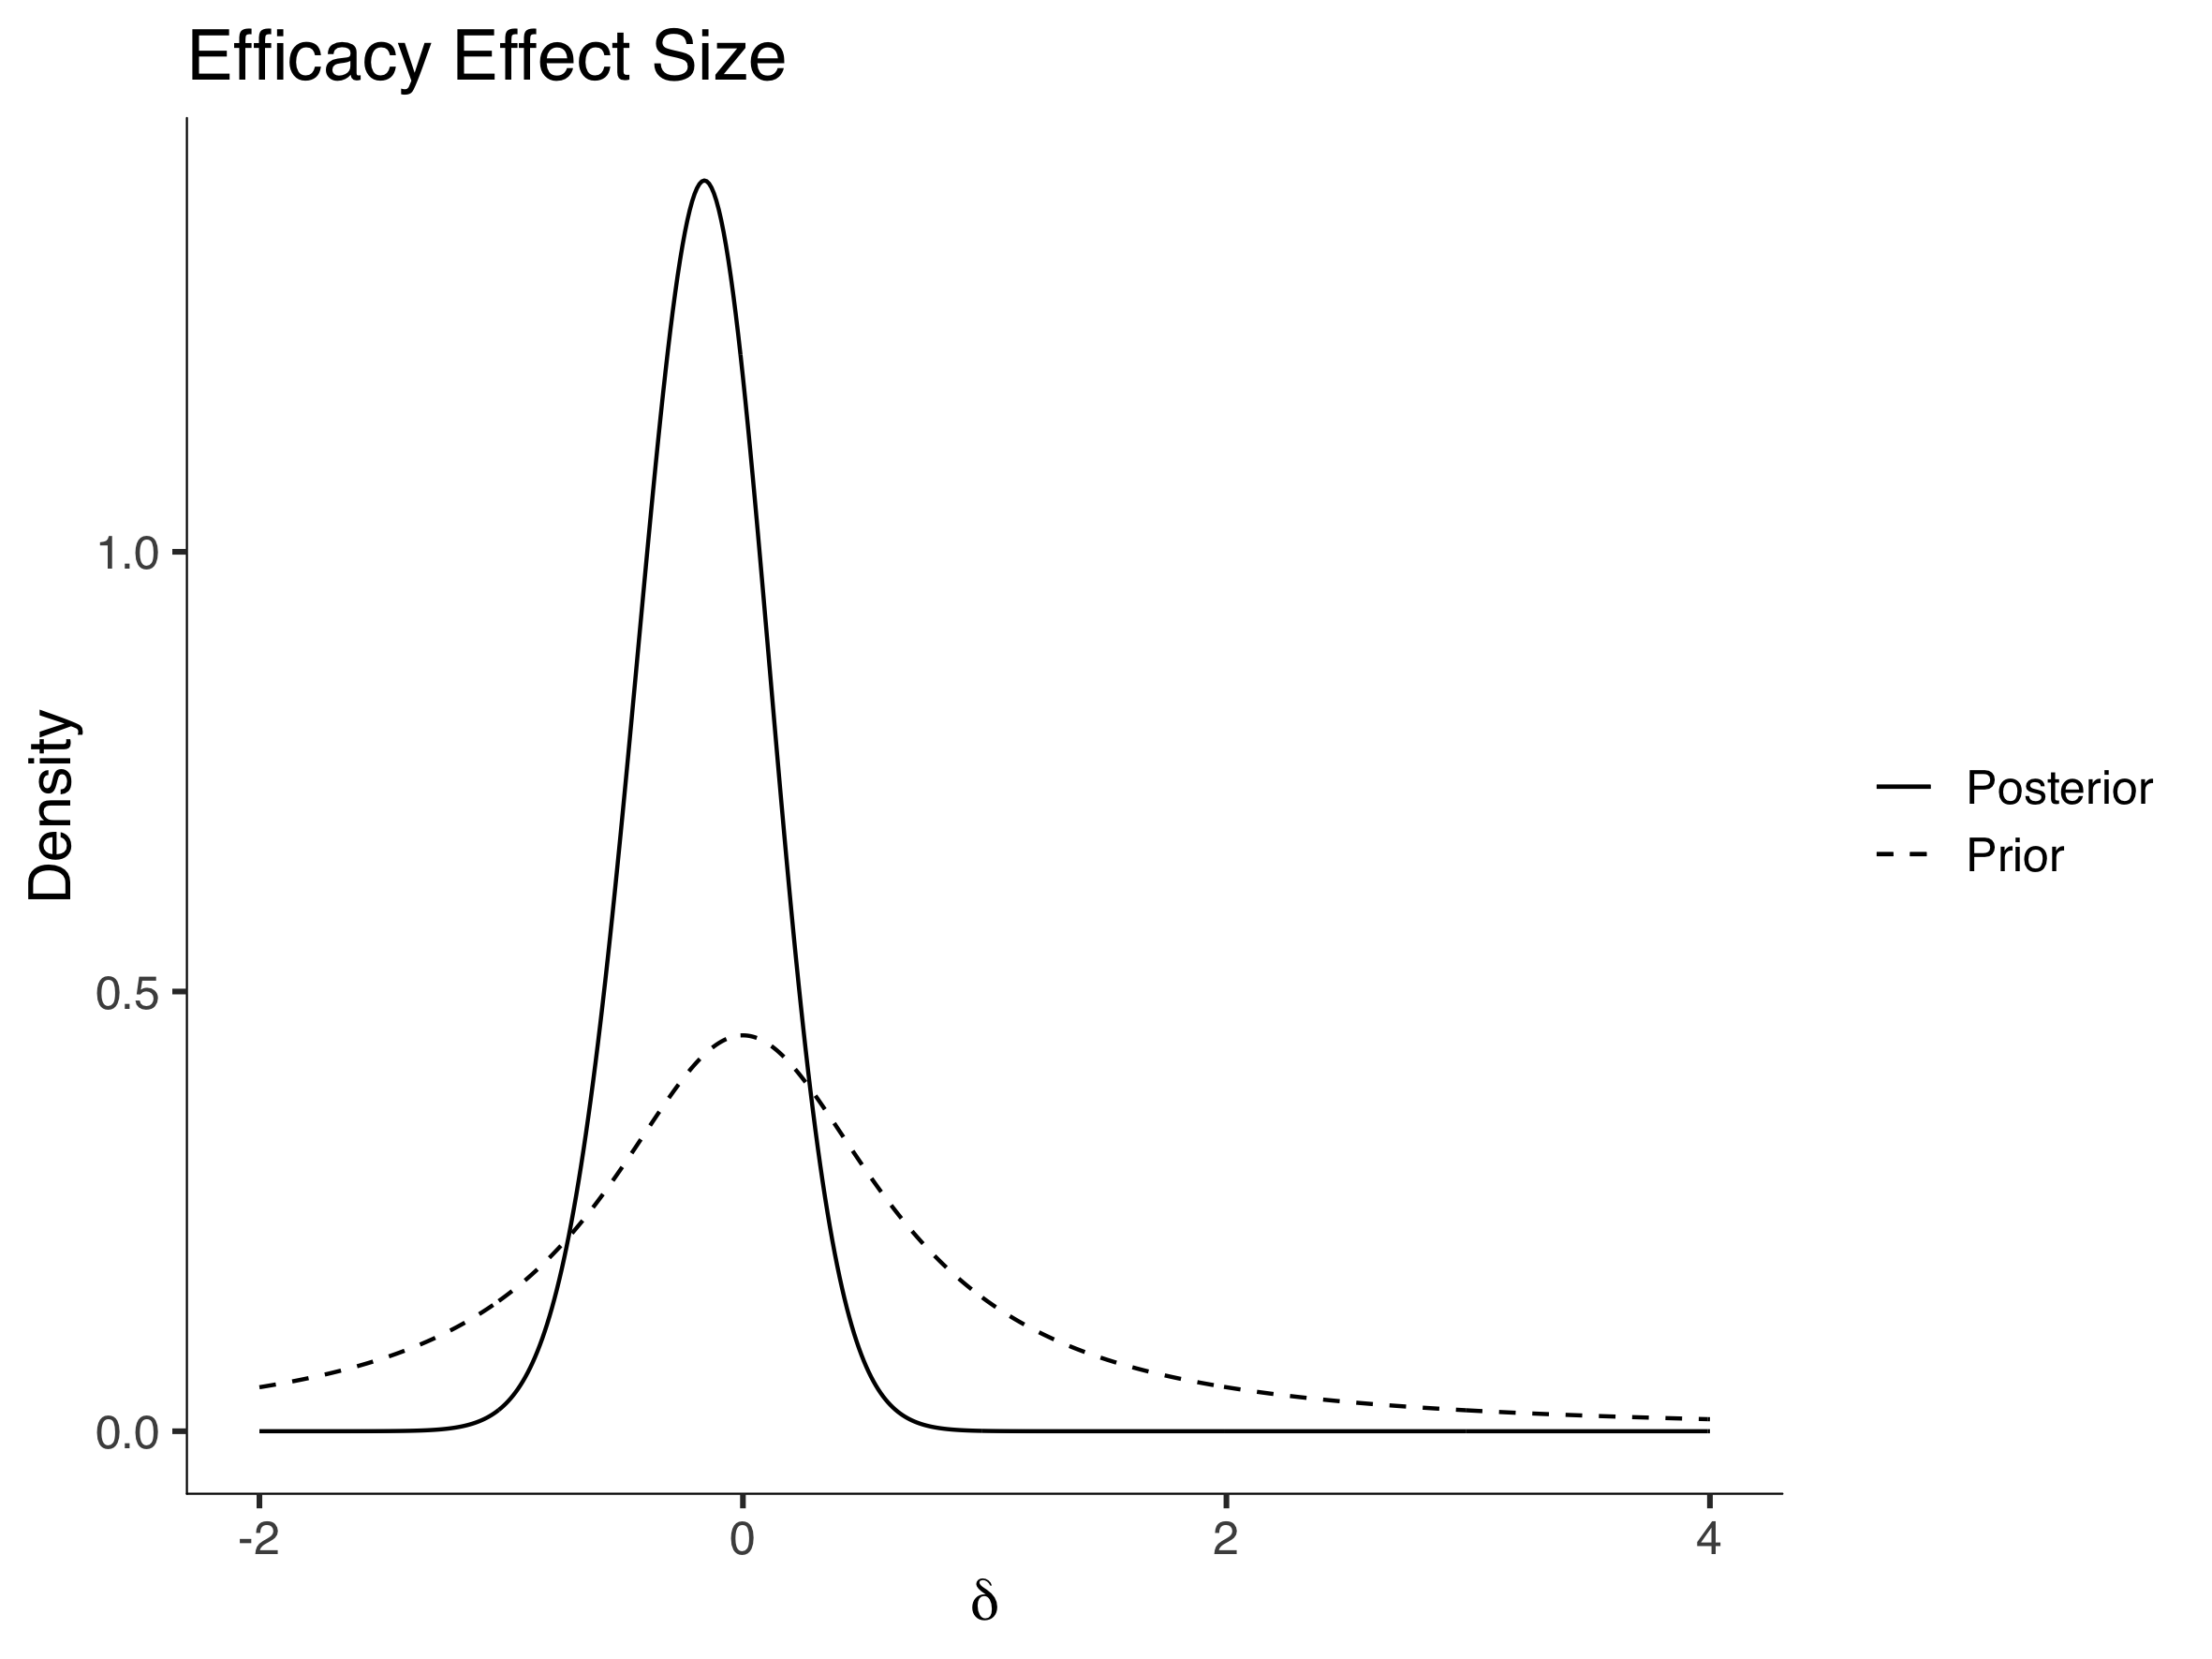 Efficacy Effect Size
Density
1.0
0.5
0.0
-2 0 2 4
δ
Posterior
Prior